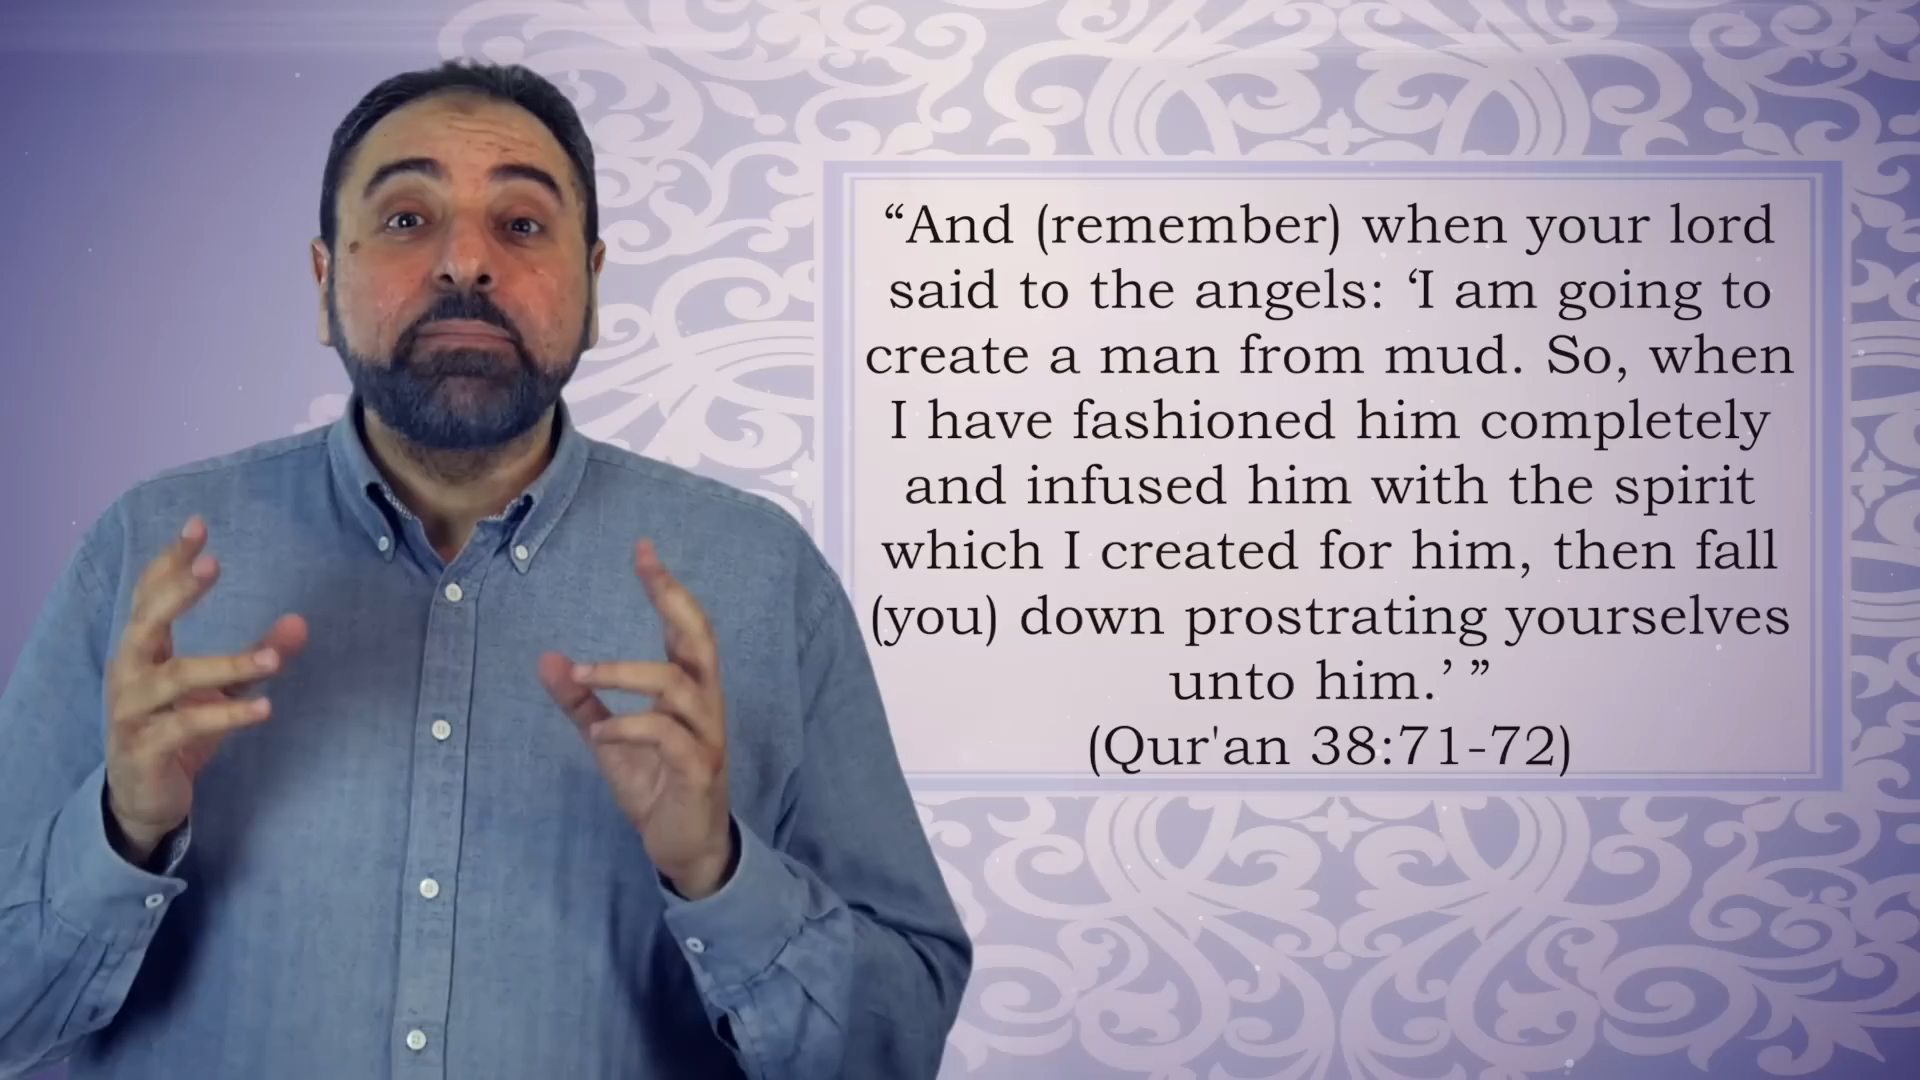 “And (remember) when your lord
said to the angels: ‘I am going to
create a man from mud. So, when
I have fashioned him completely
and infused him with the spirit
which I created for him, then fall
(you) down prostrating yourselves
unto him.’ ”
(Qur'an 38:71-72)